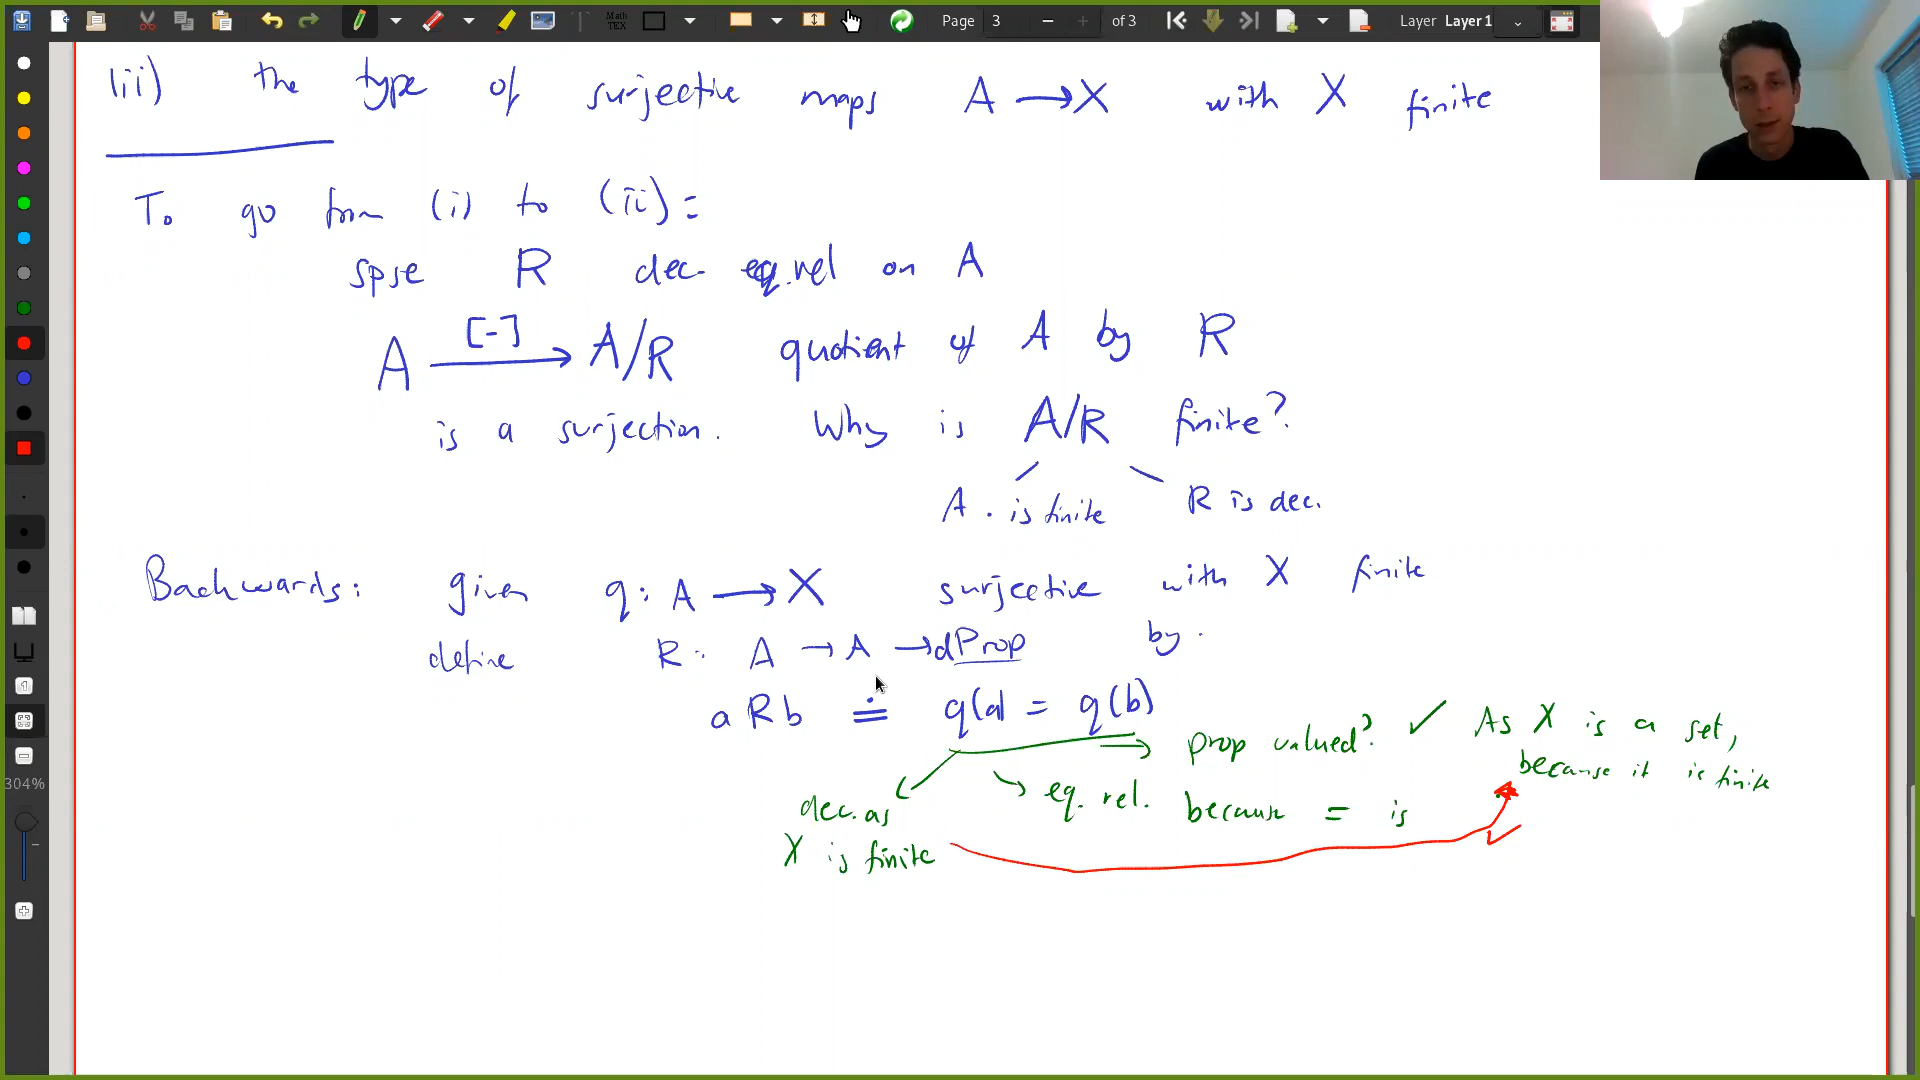 Math TEX Page 3 of 3 Layer Layer 1
iii) the type of surjective maps A → X with X finite
To go from (i) to (ii) =
spse R dec. eq. rel on A
A [-] → A/R quotient of A by R
is a surjection. Why is A/R finite?
A . is finite R is dec.
Backwards: given q: A → X surjective with X finite
define R: A → A → dProp by.
a R b ≐ q(a) = q(b)
→ prop valued? ✓ As X is a set,
because it is finite
dec. as
→ eq. rel. because = is
X is finite ✓
304%